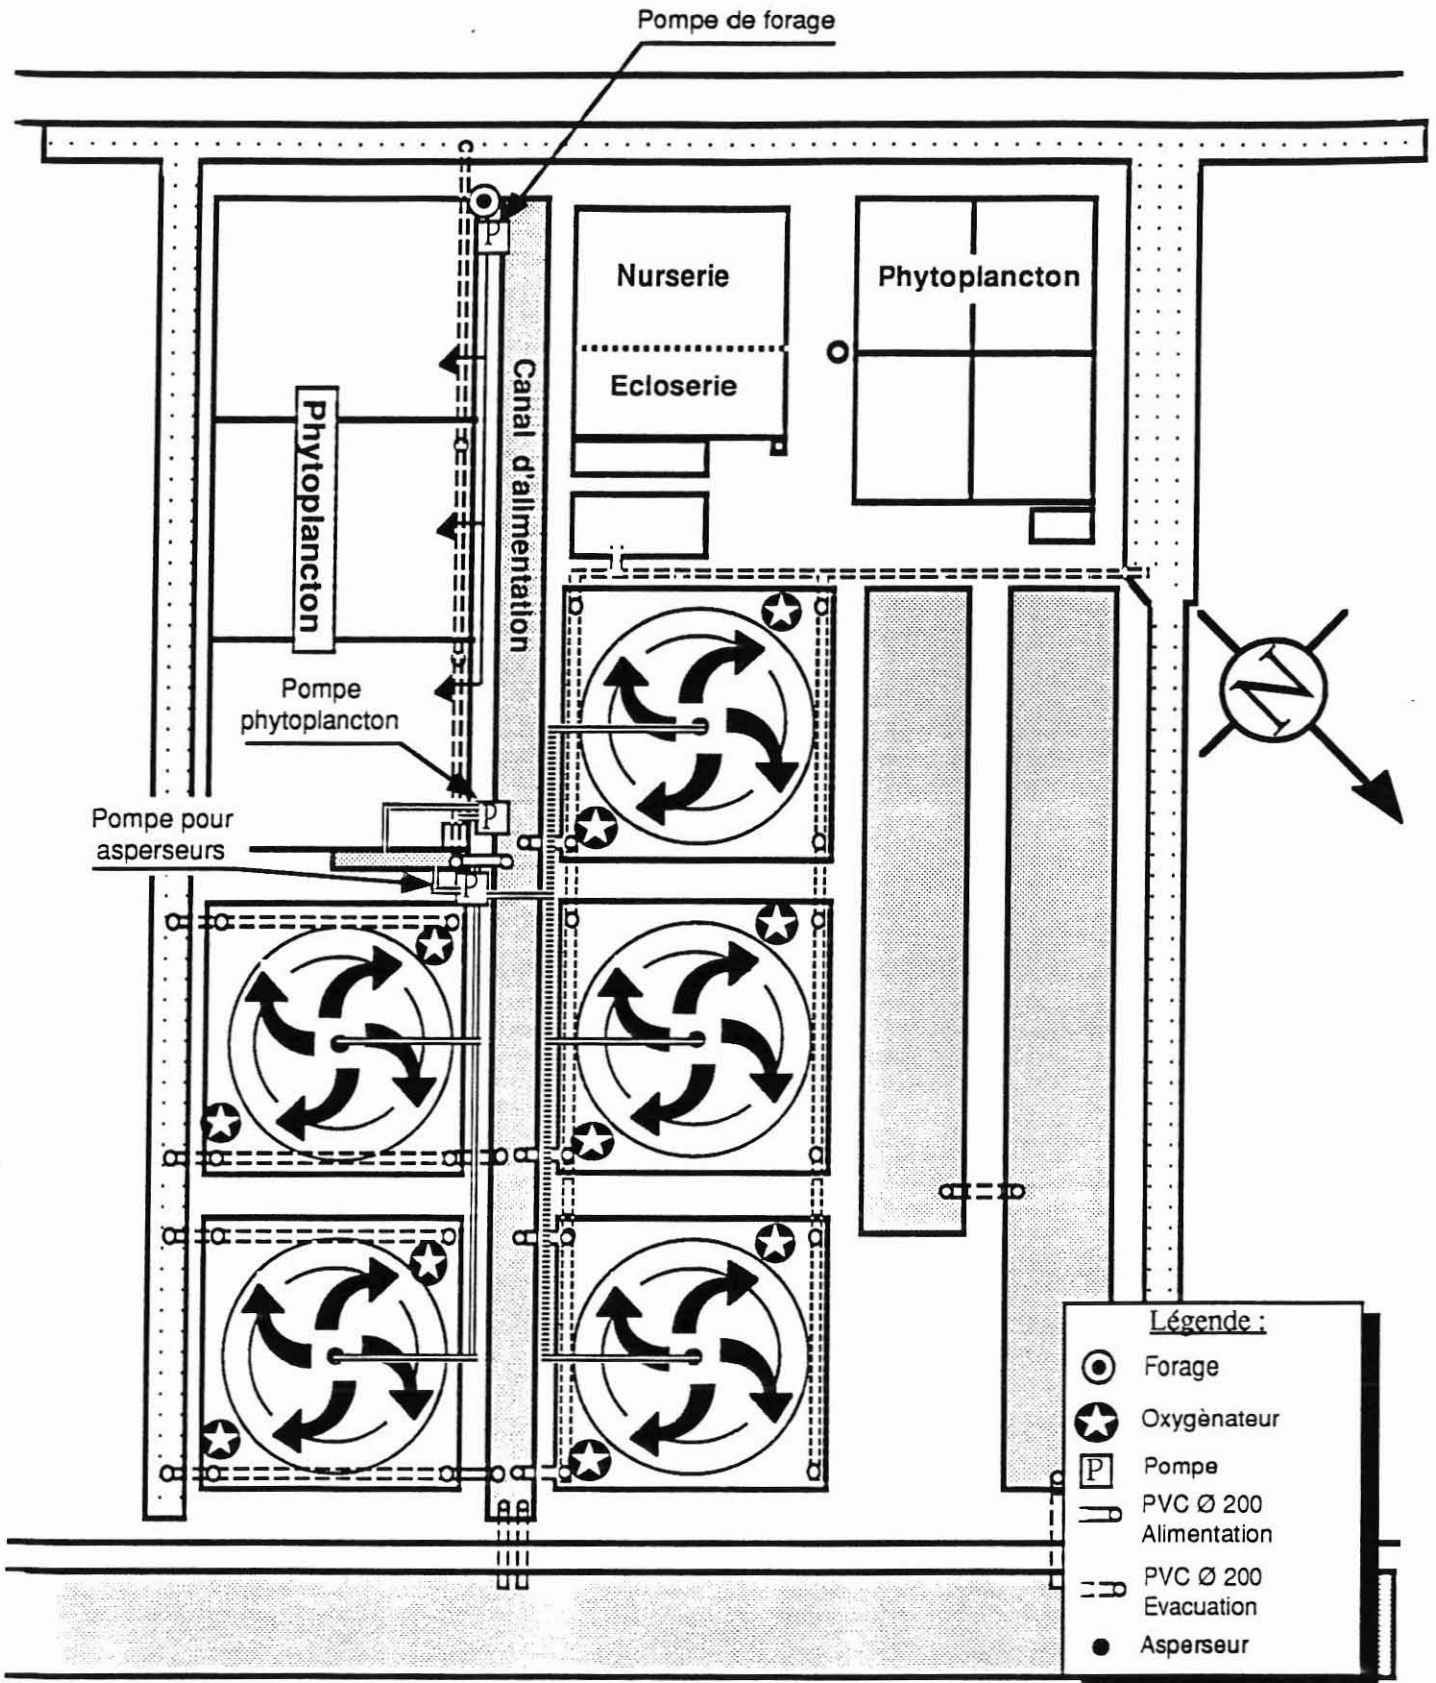 Pompe de forage
P
Nurserie
Ecloserie
Phytoplancton
Canal d'alimentation
Phytoplancton
Pompe
phytoplancton
P
Pompe pour
asperseurs
P
N
Légende :
Forage
Oxygènateur
P
Pompe
PVC Ø 200
Alimentation
PVC Ø 200
Evacuation
Asperseur